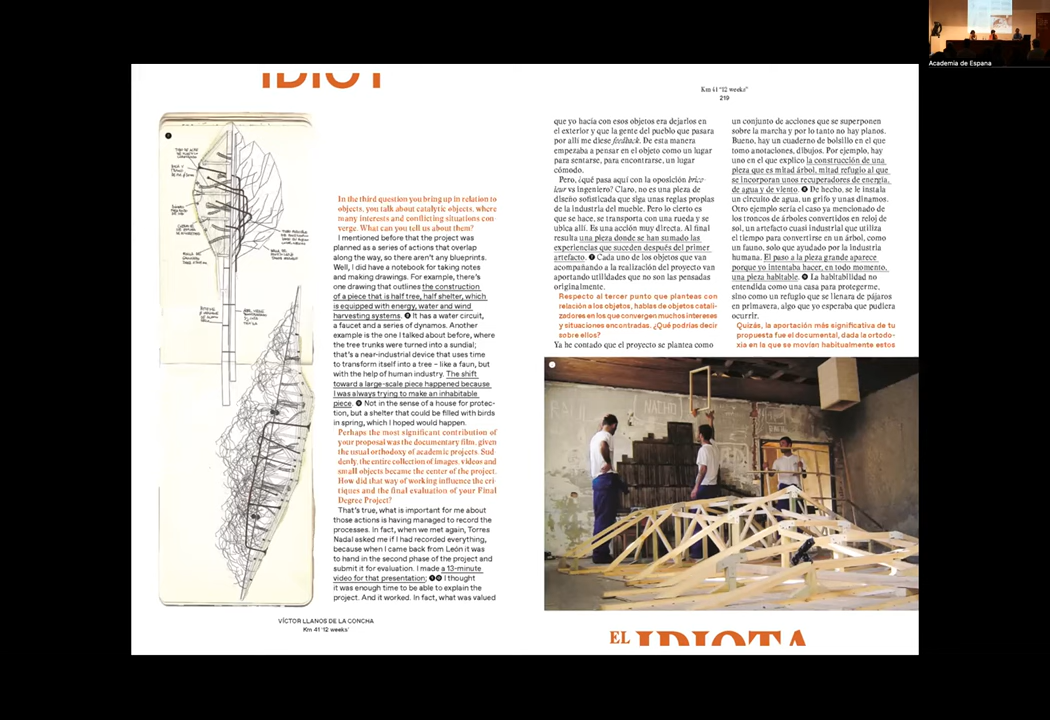 Academia de Espana
IDIOT
In the third question you bring up in relation to
objects, you talk about catalytic objects, where
many interests and conflicting situations con
verge. What can you tell us about them?
I mentioned before that the project was
planned as a series of actions that overlap
along the way, so there aren't any blueprints.
Well, I did have a notebook for taking notes
and making drawings. For example, there's
one drawing that outlines the construction
of a piece that is half tree, half shelter, which
is equipped with energy, water and wind
harvesting systems. It has a water circuit,
a faucet and a series of dynamos. Another
example is the one I talked about before, where
the tree trunks were turned into a sundial;
that's a near-industrial device that uses time
to transform itself into a tree – like a faun, but
with the help of human industry. The shift
toward a large-scale piece happened because
I was always trying to make an inhabitable
piece. Not in the sense of a house for protec-
tion, but a shelter that could be filled with birds
in spring, which I hoped would happen.
Perhaps the most significant contribution of
your proposal was the documentary film, given
the usual orthodoxy of academic projects. Sud
denly, the entire collection of images, videos and
small objects became the center of the project.
How did that way of working influence the cri-
tiques and the final evaluation of your Final
Degree Project?
That's true, what is important for me about
those actions is having managed to record the
processes. In fact, when we met again, Torres
Nadal asked me if I had recorded everything,
because when I came back from León it was
to hand in the second phase of the project and
submit it for evaluation. I made a 13-minute
video for that presentation; I thought
it was enough time to be able to explain the
project. And it worked. In fact, what was valued
VÍCTOR LLANOS DE LA CONCHA
Km 41 '12 weeks'
Km 41 "12 weeks"
219
que yo hacía con esos objetos era dejarlos en
el exterior y que la gente del pueblo que pasara
por allí me diese feedback. De esta manera
empezaba a pensar en el objeto como un lugar
para sentarse, para encontrarse, un lugar
cómodo.
Pero, ¿qué pasa aquí con la oposición brico-
leur vs ingeniero? Claro, no es una pieza de
diseño sofisticada que siga unas reglas propias
de la industria del mueble. Pero lo cierto es
que se hace, se transporta con una rueda y se
ubica allí. Es una acción muy directa. Al final
resulta una pieza donde se han sumado las
experiencias que suceden después del primer
artefacto. Cada uno de los objetos que van
acompañando a la realización del proyecto van
aportando utilidades que no son las pensadas
originalmente.
Respecto al tercer punto que planteas con
relación a los objetos, hablas de objetos catali-
zadores en los que convergen muchos intereses
y situaciones encontradas. ¿Qué podrías decir
sobre ellos?
Ya he contado que el proyecto se plantea como
un conjunto de acciones que se superponen
sobre la marcha y por lo tanto no hay planos.
Bueno, hay un cuaderno de bolsillo en el que
tomo anotaciones, dibujos. Por ejemplo, hay
uno en el que explico la construcción de una
pieza que es mitad árbol, mitad refugio al que
se incorporan unos recuperadores de energía,
de agua y de viento. De hecho, se le instala
un circuito de agua, un grifo y unas dinamos.
Otro ejemplo sería el caso ya mencionado de
los troncos de árboles convertidos en reloj de
sol, un artefacto cuasi industrial que utiliza
el tiempo para convertirse en un árbol, como
un fauno, solo que ayudado por la industria
humana. El paso a la pieza grande aparece
porque yo intentaba hacer, en todo momento,
una pieza habitable. La habitabilidad no
entendida como una casa para protegerme,
sino como un refugio que se llenara de pájaros
en primavera, algo que yo esperaba que pudiera
ocurrir.
Quizás, la aportación más significativa de tu
propuesta fue el documental, dada la ortodo-
xia en la que se movían habitualmente estos
NACHO
EL IDIOTA